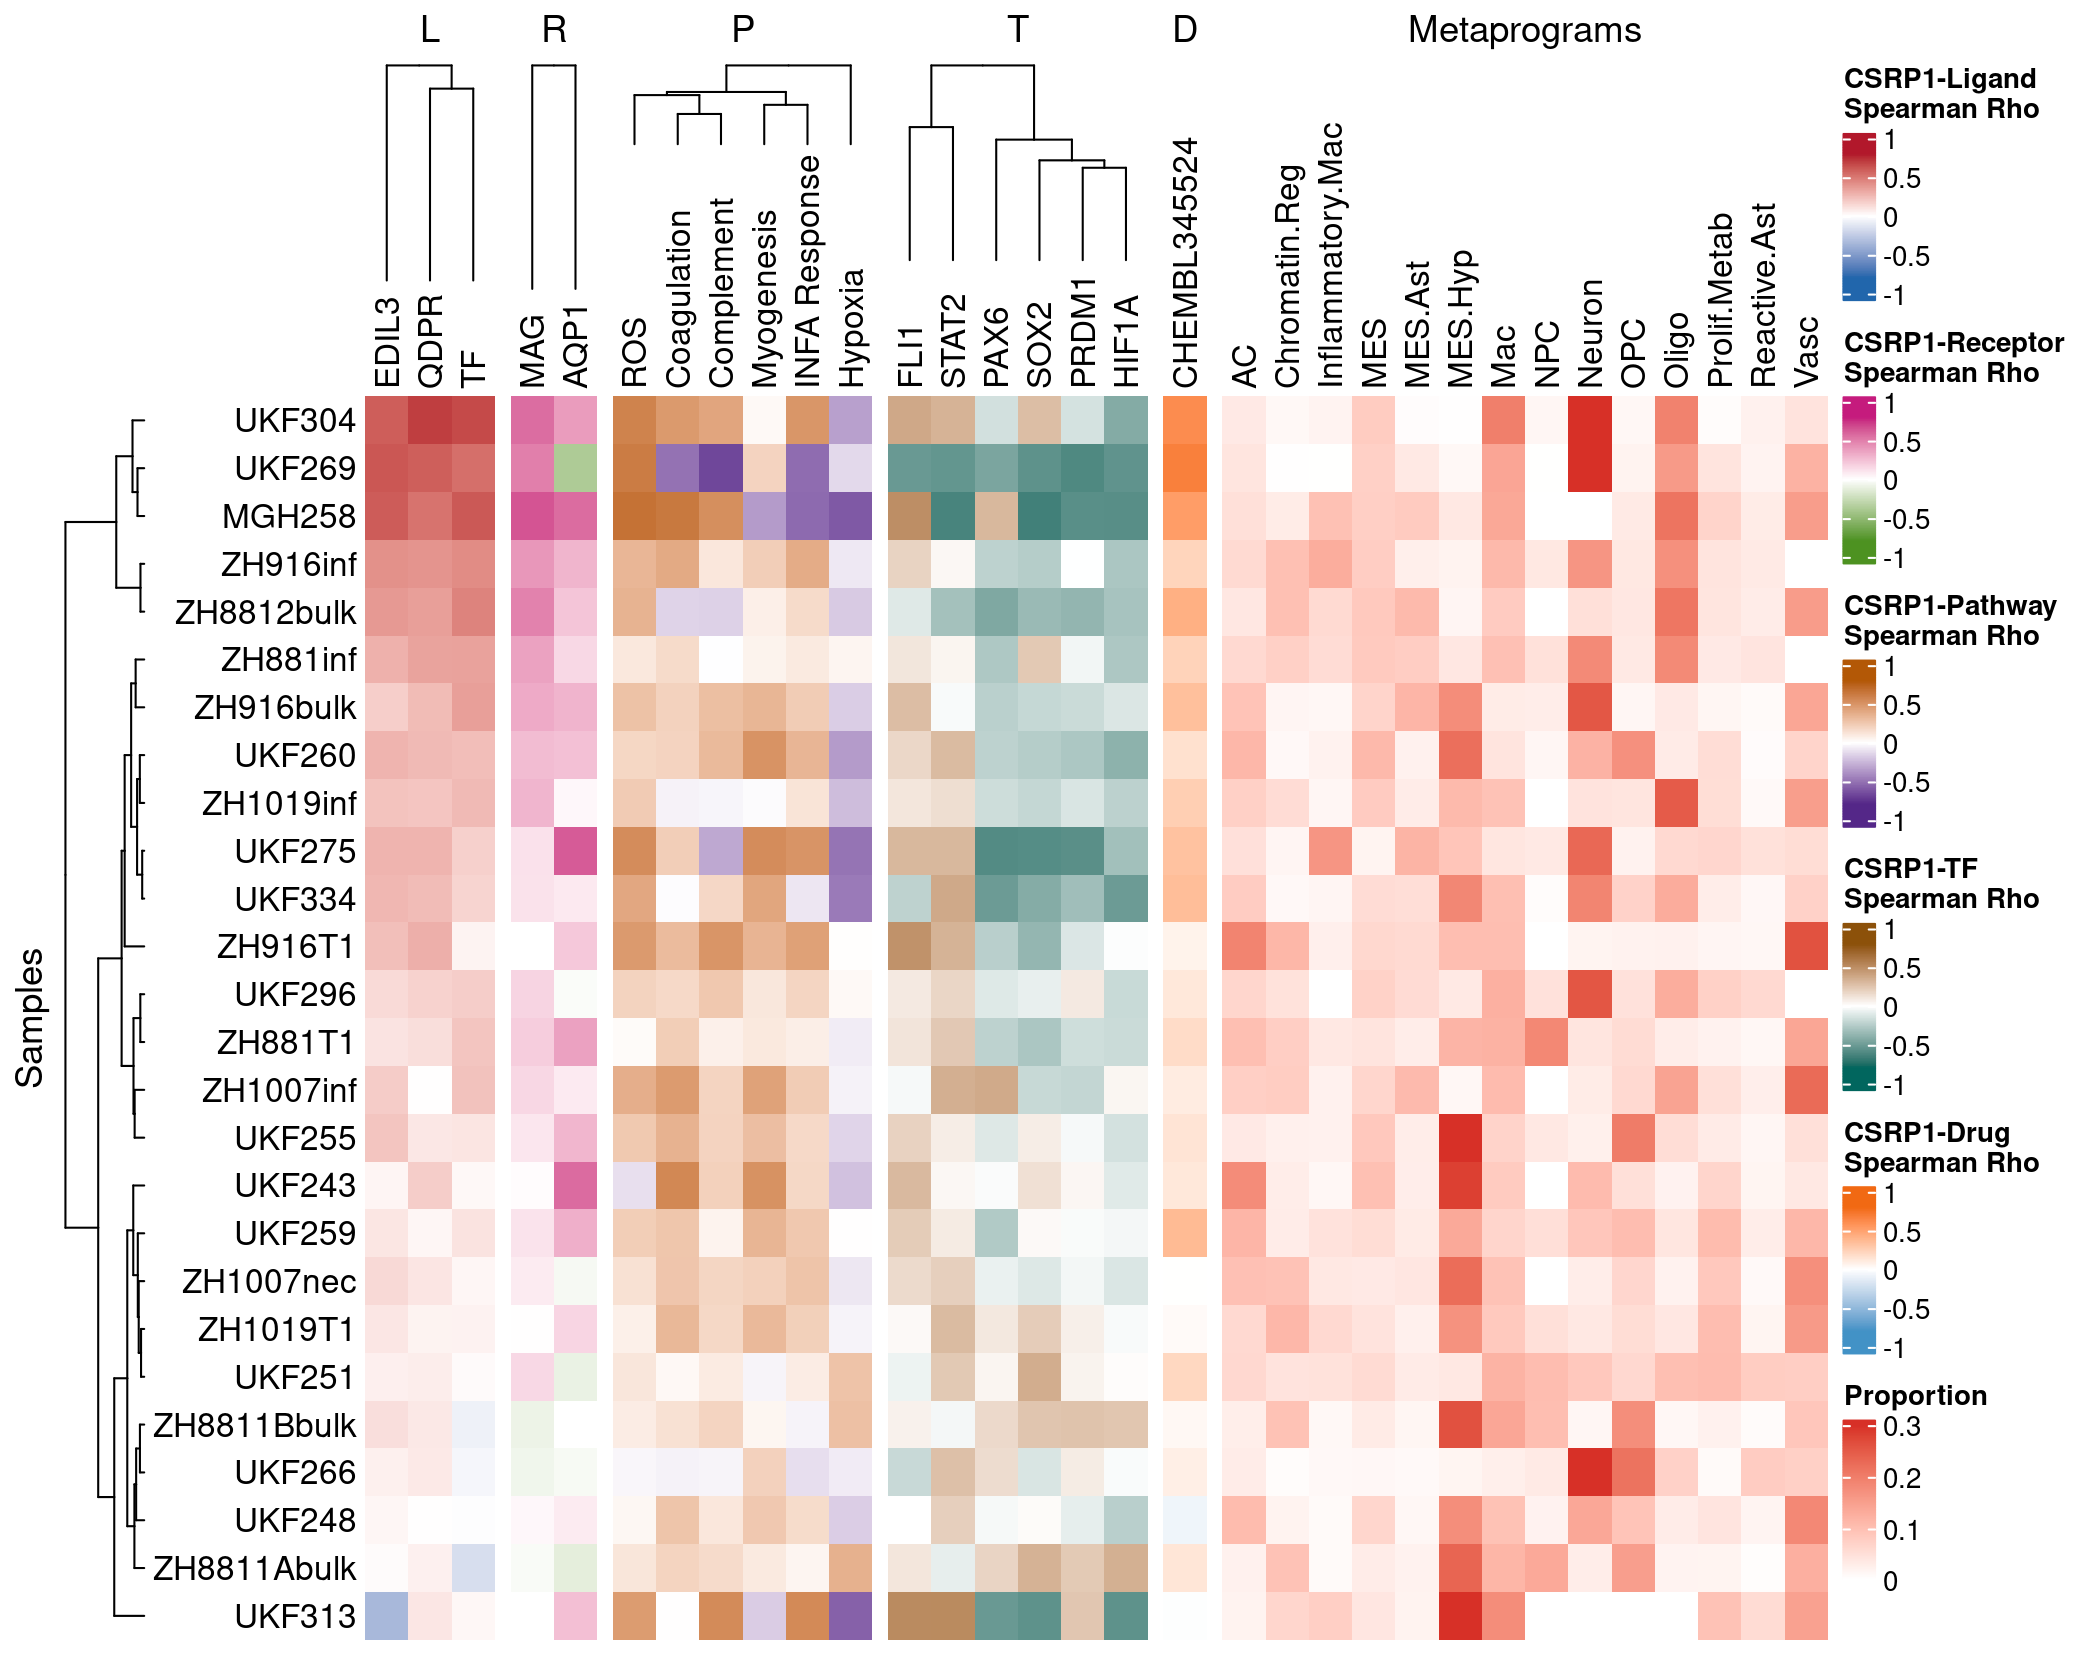 L R P T D Metaprograms
EDIL3
QDPR
TF
MAG
AQP1
ROS
Coagulation
Complement
Myogenesis
INFA Response
Hypoxia
FLI1
STAT2
PAX6
SOX2
PRDM1
HIF1A
CHEMBL345524
AC
Chromatin.Reg
Inflammatory.Mac
MES
MES.Ast
MES.Hyp
Mac
NPC
Neuron
OPC
Oligo
Prolif.Metab
Reactive.Ast
Vasc
Samples
UKF304
UKF269
MGH258
ZH916inf
ZH8812bulk
ZH881inf
ZH916bulk
UKF260
ZH1019inf
UKF275
UKF334
ZH916T1
UKF296
ZH881T1
ZH1007inf
UKF255
UKF243
UKF259
ZH1007nec
ZH1019T1
UKF251
ZH8811Bbulk
UKF266
UKF248
ZH8811Abulk
UKF313
CSRP1-Ligand
Spearman Rho
1
0.5
0
-0.5
-1
CSRP1-Receptor
Spearman Rho
1
0.5
0
-0.5
-1
CSRP1-Pathway
Spearman Rho
1
0.5
0
-0.5
-1
CSRP1-TF
Spearman Rho
1
0.5
0
-0.5
-1
CSRP1-Drug
Spearman Rho
1
0.5
0
-0.5
-1
Proportion
0.3
0.2
0.1
0